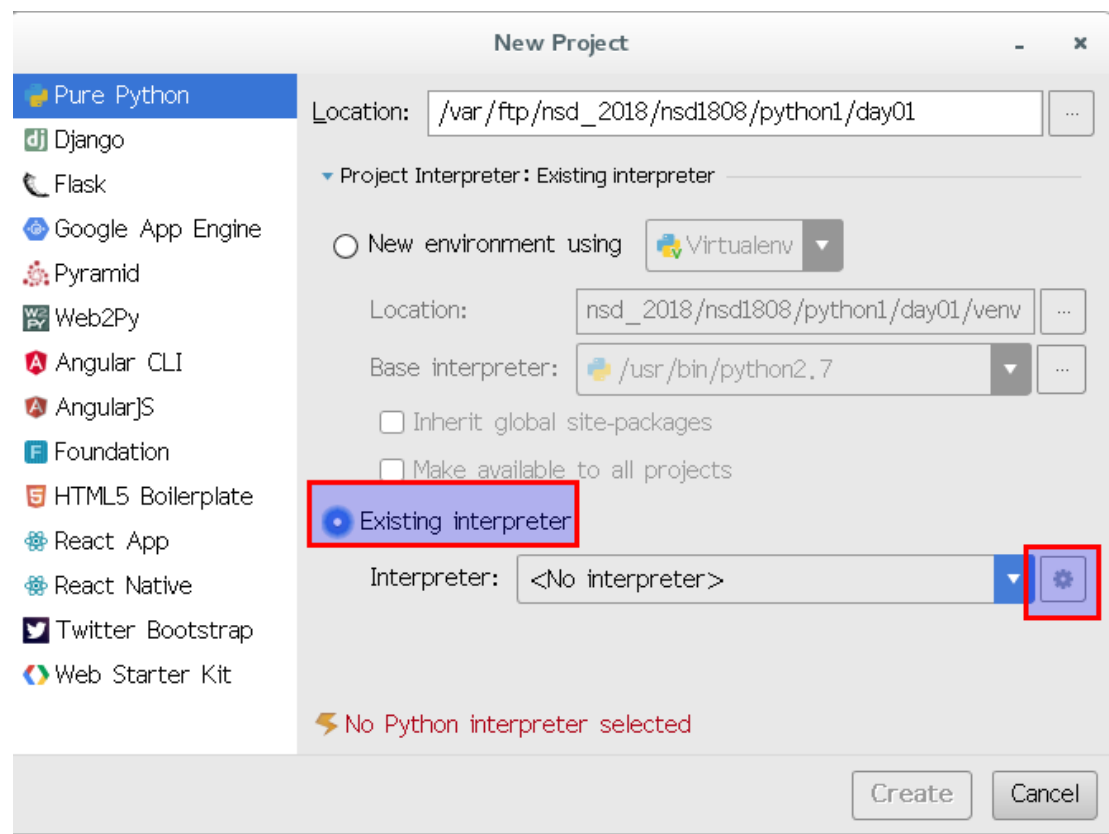 New Project
Pure Python
Django
Flask
Google App Engine
Pyramid
Web2Py
Angular CLI
AngularJS
Foundation
HTML5 Boilerplate
React App
React Native
Twitter Bootstrap
Web Starter Kit
Location: /var/ftp/nsd_2018/nsd1808/python1/day01 ...
Project Interpreter: Existing interpreter
New environment using Virtualenv
Location: nsd_2018/nsd1808/python1/day01/venv ...
Base interpreter: /usr/bin/python2.7 ...
Inherit global site-packages
Make available to all projects
Existing interpreter
Interpreter: <No interpreter>
No Python interpreter selected
Create Cancel